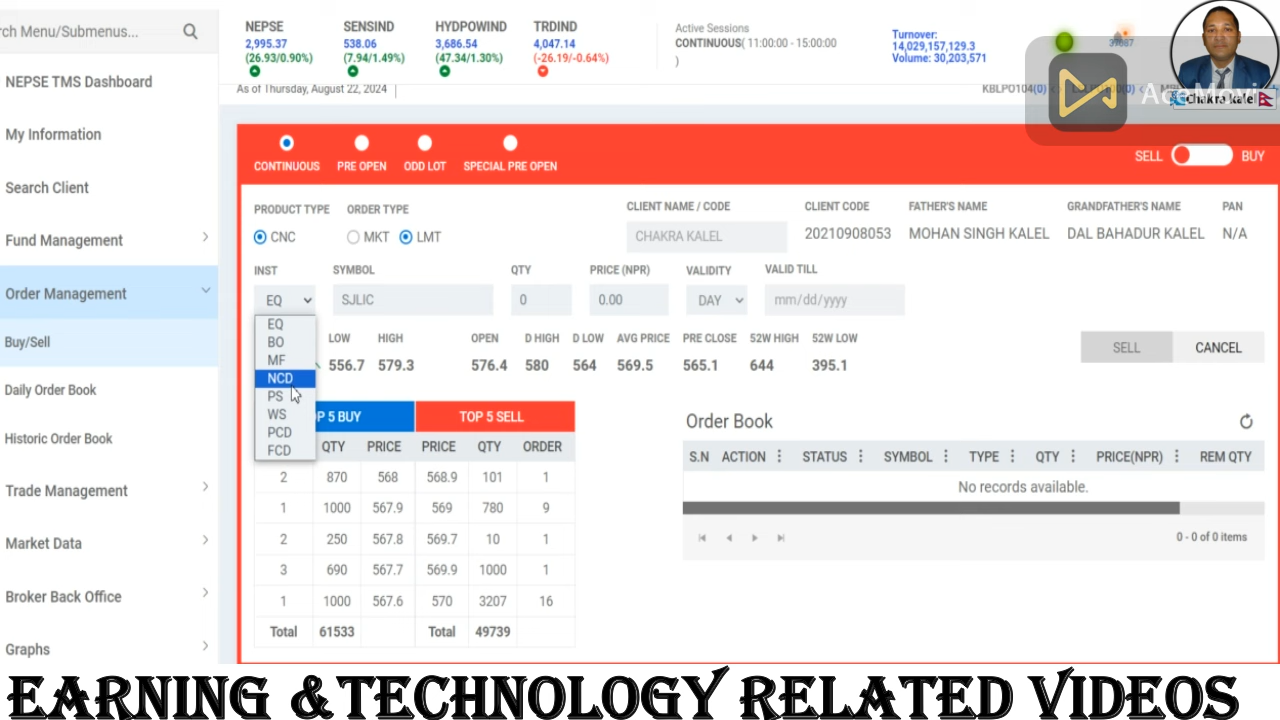 rch Menu/Submenus...
NEPSE TMS Dashboard
My Information
Search Client
Fund Management
Order Management
Buy/Sell
Daily Order Book
Historic Order Book
Trade Management
Market Data
Broker Back Office
Graphs
NEPSE SENSIND HYDPOWIND TRDIND
2,995.37 538.06 3,686.54 4,047.14
(26.93/0.90%) (7.94/1.49%) (47.34/1.30%) (-26.19/-0.64%)
Active Sessions
CONTINUOUS( 11:00:00 - 15:00:00
)
Turnover:
14,029,157,129.3
Volume: 30,203,571
AceMovi
Chakra kalel
As of Thursday, August 22, 2024
KBLPO104(0)
CONTINUOUS PRE OPEN ODD LOT SPECIAL PRE OPEN
SELL BUY
PRODUCT TYPE ORDER TYPE CLIENT NAME / CODE CLIENT CODE FATHER'S NAME GRANDFATHER'S NAME PAN
CNC MKT LMT CHAKRA KALEL 20210908053 MOHAN SINGH KALEL DAL BAHADUR KALEL N/A
INST SYMBOL QTY PRICE (NPR) VALIDITY VALID TILL
EQ SJLIC 0 0.00 DAY mm/dd/yyyy
EQ
BO
MF
NCD
PS
WS
PCD
FCD
LOW HIGH OPEN D HIGH D LOW AVG PRICE PRE CLOSE 52W HIGH 52W LOW
556.7 579.3 576.4 580 564 569.5 565.1 644 395.1
SELL CANCEL
OP 5 BUY TOP 5 SELL
QTY PRICE PRICE QTY ORDER
2 870 568 568.9 101 1
1 1000 567.9 569 780 9
2 250 567.8 569.7 10 1
3 690 567.7 569.9 1000 1
1 1000 567.6 570 3207 16
Total 61533 Total 49739
Order Book
S.N ACTION STATUS SYMBOL TYPE QTY PRICE(NPR) REM QTY
No records available.
0 - 0 of 0 items
EARNING & TECHNOLOGY RELATED VIDEOS